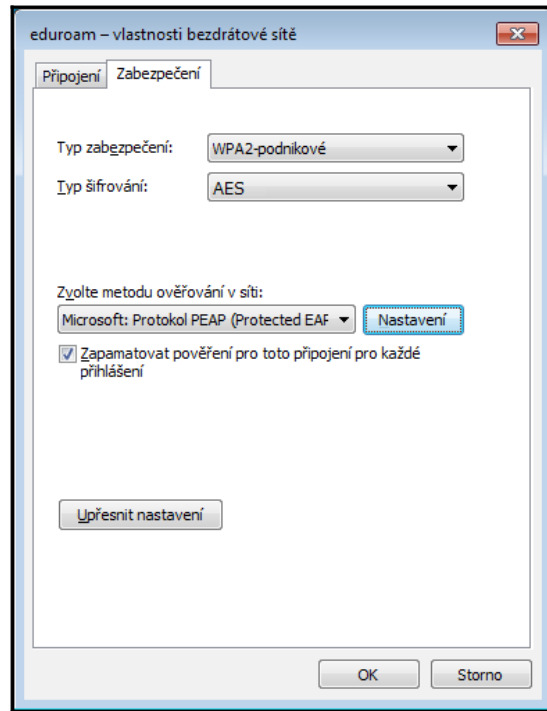 eduroam – vlastnosti bezdrátové sítě
Připojení Zabezpečení
Typ zabezpečení: WPA2-podnikové
Typ šifrování: AES
Zvolte metodu ověřování v síti:
Microsoft: Protokol PEAP (Protected EAP Nastavení
Zapamatovat pověření pro toto připojení pro každé
přihlášení
Upřesnit nastavení
OK Storno